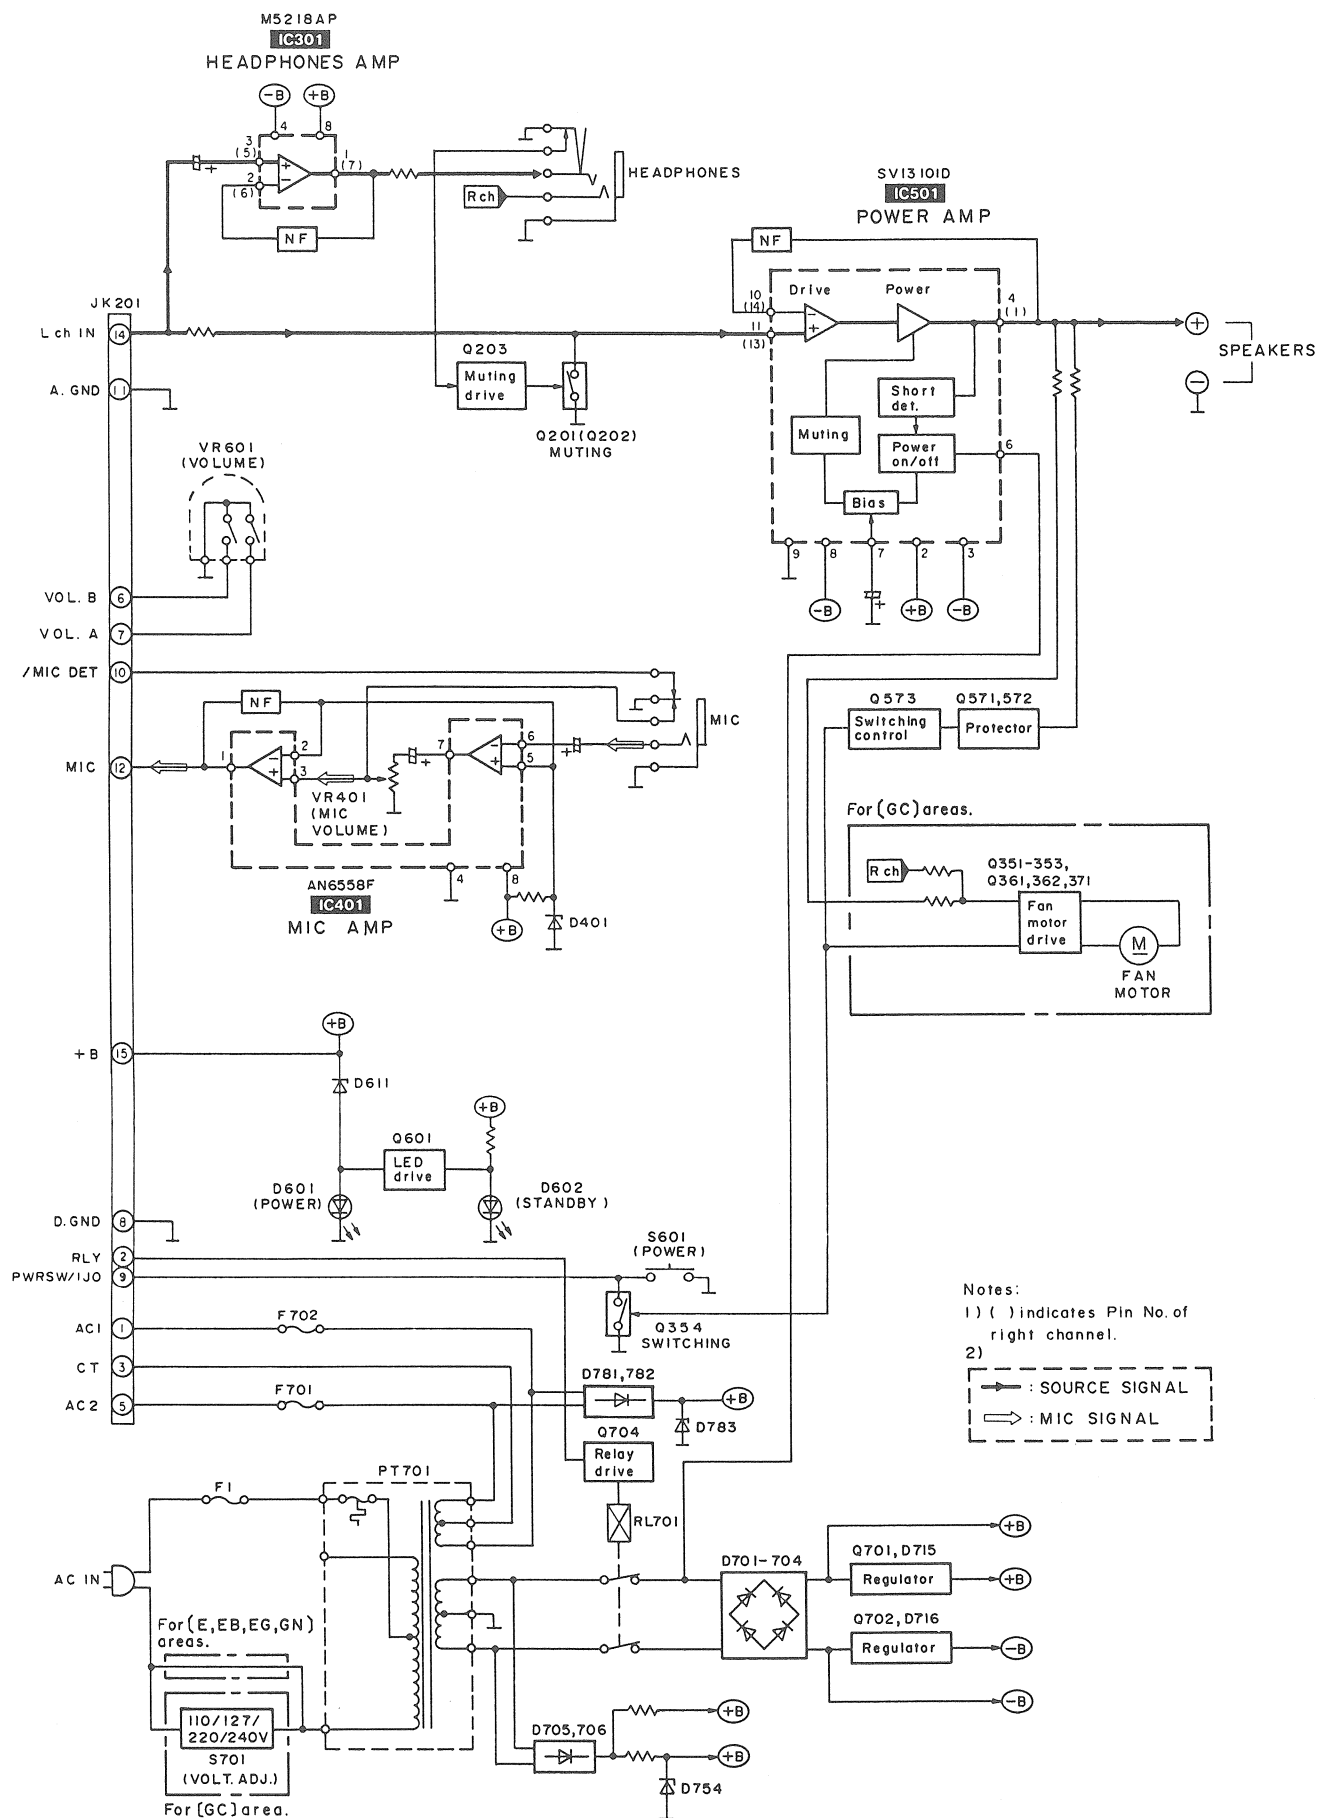 M5218AP
IC301
HEADPHONES AMP
−B
+B
4
8
3
(5)
1
(7)
2
(6)
+
−
+
NF
HEADPHONES
Rch
SV13101D
IC501
POWER AMP
NF
10
(14)
Drive
Power
4
(1)
11
(13)
−
+
+
−
SPEAKERS
JK201
L ch IN
14
A. GND
11
Q203
Muting
drive
Q201(Q202)
MUTING
Short
det.
Muting
Power
on/off
6
Bias
9
8
7
2
3
−B
+
+B
−B
VR601
(VOLUME)
VOL. B
6
VOL. A
7
/MIC DET
10
NF
MIC
MIC
12
1
2
3
−
+
7
−
+
6
5
+
+
VR401
(MIC
VOLUME)
4
8
AN6558F
IC401
MIC AMP
+B
D401
Q573
Switching
control
Q571,572
Protector
For (GC) areas.
R ch
Q351-353,
Q361,362,371
Fan
motor
drive
M
FAN
MOTOR
+B
15
+B
D611
+B
Q601
LED
drive
D601
(POWER)
D602
(STANDBY)
D.GND
8
RLY
2
PWRSW/IJO
9
S601
(POWER)
Q354
SWITCHING
AC1
1
F702
CT
3
AC2
5
F701
D781,782
+B
D783
Q704
Relay
drive
RL701
Notes:
1) ( ) indicates Pin No. of
right channel.
2)
: SOURCE SIGNAL
: MIC SIGNAL
F1
PT701
AC IN
D701-704
+B
Q701, D715
Regulator
+B
Q702, D716
Regulator
−B
−B
For (E,EB,EG,GN)
areas.
110/127/
220/240V
S701
(VOLT. ADJ.)
For [GC] area.
D705,706
+B
+B
D754